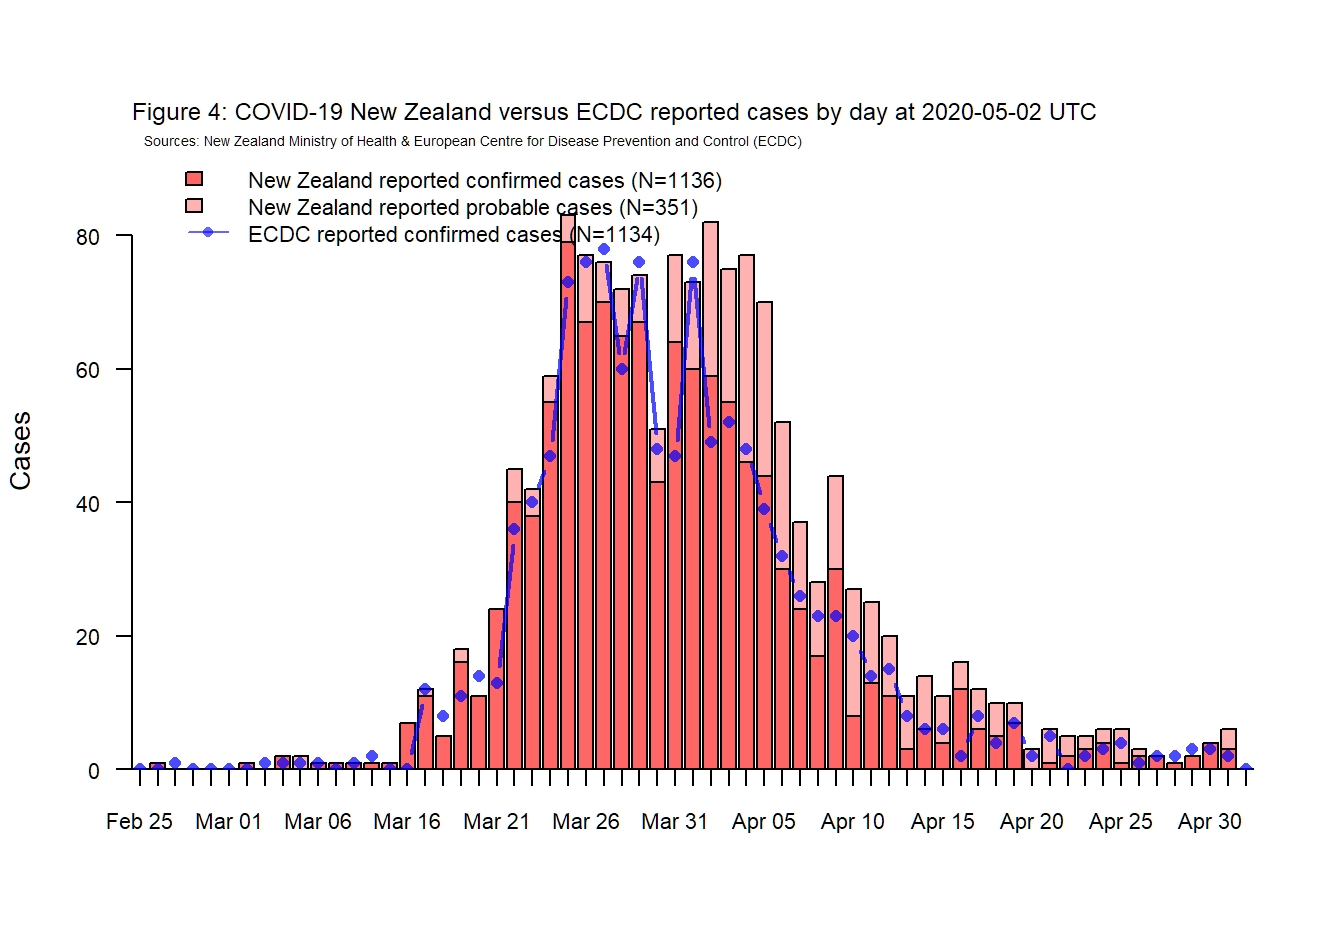 Figure 4: COVID-19 New Zealand versus ECDC reported cases by day at 2020-05-02 UTC
Sources: New Zealand Ministry of Health & European Centre for Disease Prevention and Control (ECDC)
New Zealand reported confirmed cases (N=1136)
New Zealand reported probable cases (N=351)
ECDC reported confirmed cases (N=1134)
80
60
40
20
0
Cases
Feb 25 Mar 01 Mar 06 Mar 16 Mar 21 Mar 26 Mar 31 Apr 05 Apr 10 Apr 15 Apr 20 Apr 25 Apr 30